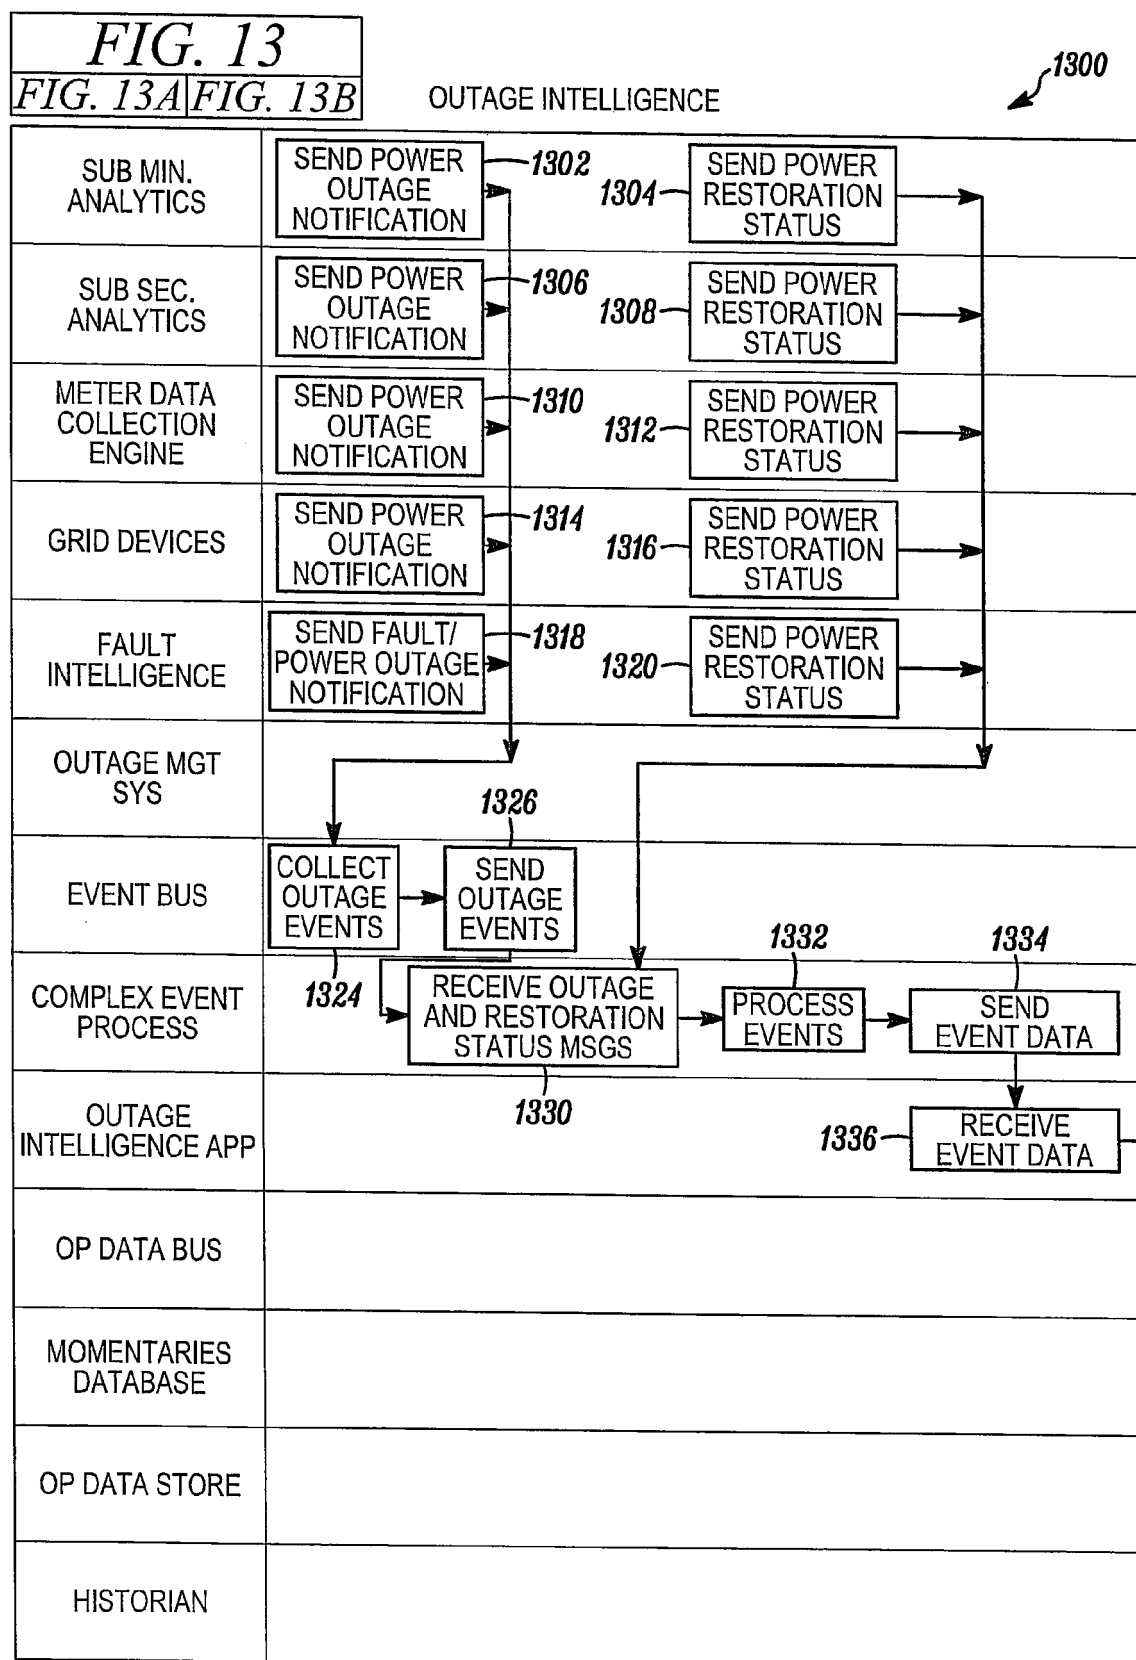 FIG. 13
FIG. 13A FIG. 13B
OUTAGE INTELLIGENCE
1300
SUB MIN.
ANALYTICS
SEND POWER
OUTAGE
NOTIFICATION
1302
1304
SEND POWER
RESTORATION
STATUS
SUB SEC.
ANALYTICS
SEND POWER
OUTAGE
NOTIFICATION
1306
1308
SEND POWER
RESTORATION
STATUS
METER DATA
COLLECTION
ENGINE
SEND POWER
OUTAGE
NOTIFICATION
1310
1312
SEND POWER
RESTORATION
STATUS
GRID DEVICES
SEND POWER
OUTAGE
NOTIFICATION
1314
1316
SEND POWER
RESTORATION
STATUS
FAULT
INTELLIGENCE
SEND FAULT/
POWER OUTAGE
NOTIFICATION
1318
1320
SEND POWER
RESTORATION
STATUS
OUTAGE MGT
SYS
1326
EVENT BUS
COLLECT
OUTAGE
EVENTS
SEND
OUTAGE
EVENTS
1324
1332
1334
COMPLEX EVENT
PROCESS
RECEIVE OUTAGE
AND RESTORATION
STATUS MSGS
PROCESS
EVENTS
SEND
EVENT DATA
1330
OUTAGE
INTELLIGENCE APP
1336
RECEIVE
EVENT DATA
OP DATA BUS
MOMENTARIES
DATABASE
OP DATA STORE
HISTORIAN